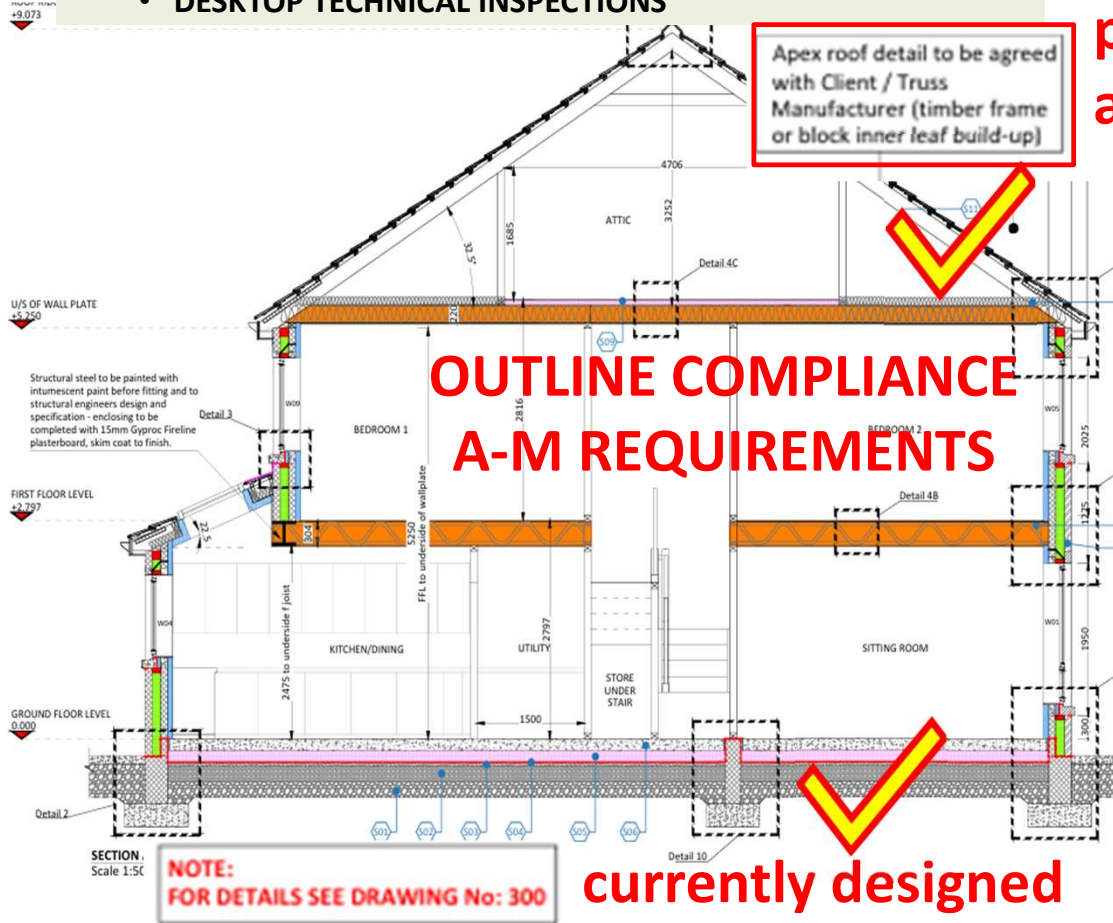 • DESKTOP TECHNICAL INSPECTIONS
+9.073
p
a
Apex roof detail to be agreed
with Client / Truss
Manufacturer (timber frame
or block inner leaf build-up)
4706
3252
1685
ATTIC
32.5°
S11
Detail 4C
U/S OF WALL PLATE
+5.250
220
S09
OUTLINE COMPLIANCE
A-M REQUIREMENTS
Structural steel to be painted with
intumescent paint before fitting and to
structural engineers design and
specification - enclosing to be
completed with 15mm Gyproc Fireline
plasterboard, skim coat to finish.
Detail 3
W09
BEDROOM 1
2816
BEDROOM 2
W05
2025
FIRST FLOOR LEVEL
+2.797
Detail 4B
1275
22.5
304
5250
FFL to underside of wallplate
2475 to underside f joist
2797
W04
KITCHEN/DINING
UTILITY
STORE
UNDER
STAIR
SITTING ROOM
W01
1950
GROUND FLOOR LEVEL
0.000
1500
300
Detail 2
S01
S02
S03
S04
S05
S06
Detail 10
SECTION
Scale 1:50
NOTE:
FOR DETAILS SEE DRAWING No: 300
currently designed